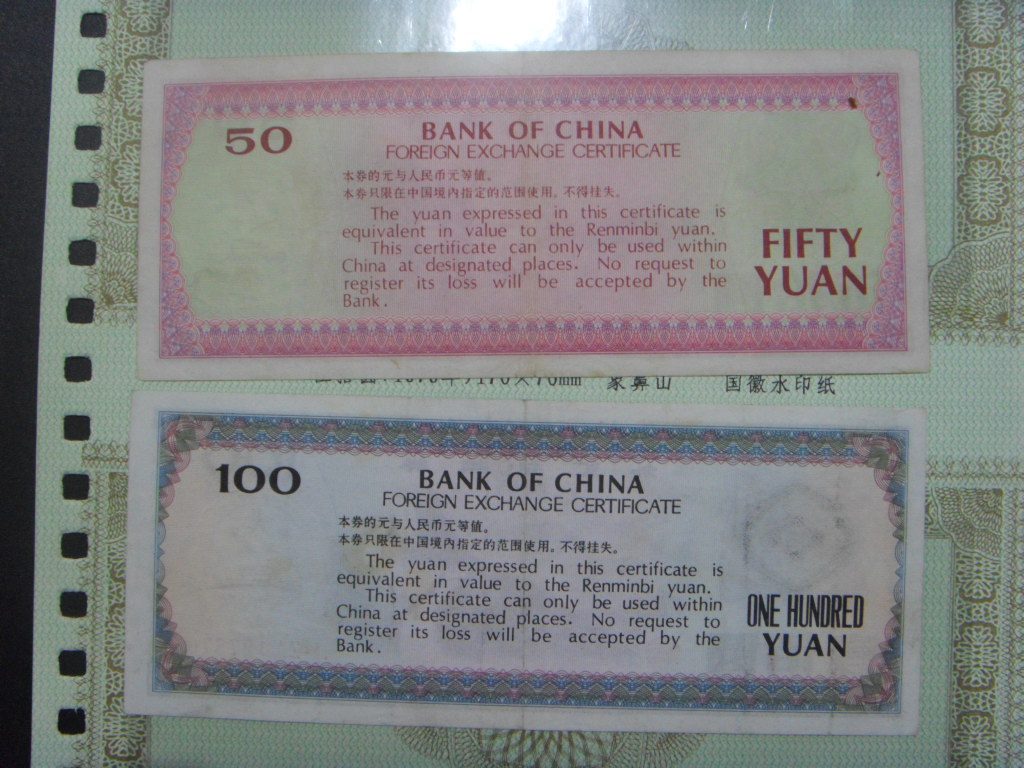 50
BANK OF CHINA
FOREIGN EXCHANGE CERTIFICATE
本券的元与人民币元等值。
本券只限在中国境内指定的范围使用。不得挂失。
The yuan expressed in this certificate is
equivalent in value to the Renminbi yuan.
This certificate can only be used within
China at designated places. No request to
register its loss will be accepted by the
Bank.
FIFTY
YUAN
170×70mm 象鼻山 国徽水印纸
100
BANK OF CHINA
FOREIGN EXCHANGE CERTIFICATE
本券的元与人民币元等值。
本券只限在中国境内指定的范围使用。不得挂失。
The yuan expressed in this certificate is
equivalent in value to the Renminbi yuan.
This certificate can only be used within
China at designated places. No request to
register its loss will be accepted by the
Bank.
ONE HUNDRED
YUAN